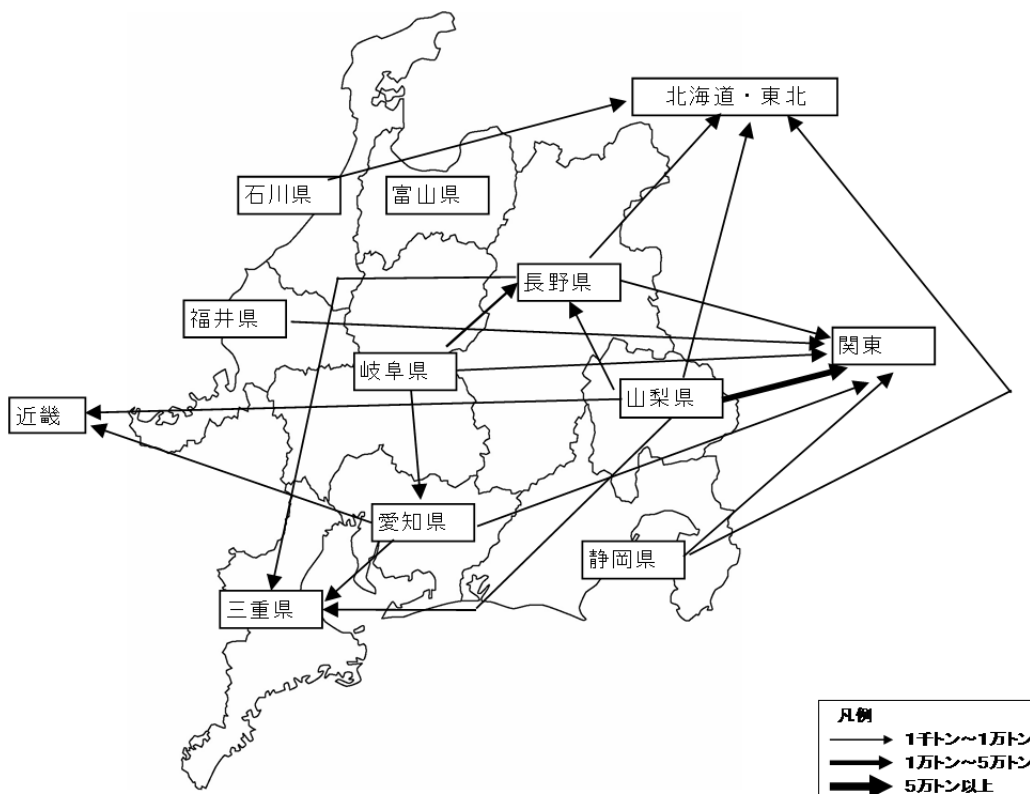 北海道・東北
石川県
富山県
長野県
福井県
関東
岐阜県
山梨県
近畿
愛知県
静岡県
三重県
凡例
1千トン～1万トン
1万トン～5万トン
5万トン以上